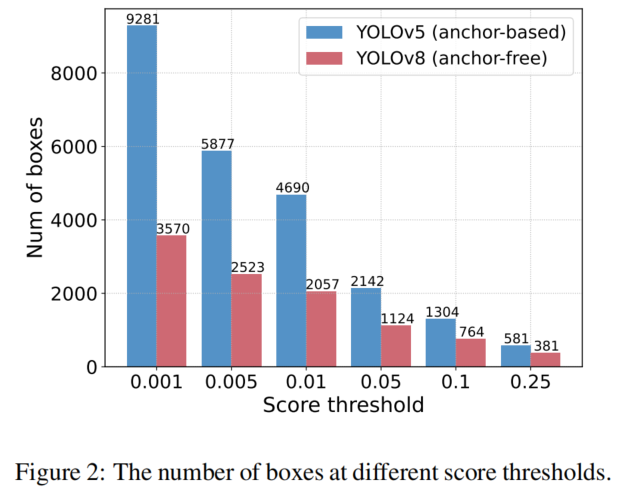 9281
YOLOv5 (anchor-based)
YOLOv8 (anchor-free)
8000
5877
6000
4690
Num of boxes
4000
3570
2523
2057
2142
2000
1124
1304
764
581
381
0
0.001 0.005 0.01 0.05 0.1 0.25
Score threshold
Figure 2: The number of boxes at different score thresholds.